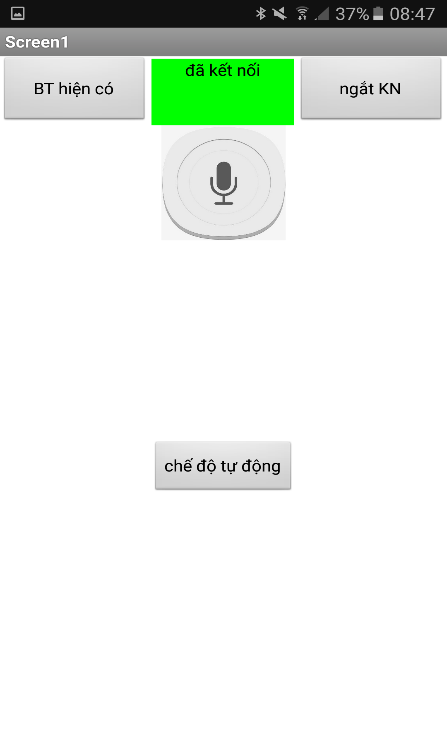 37% 08:47
Screen1
BT hiện có
đã kết nối
ngắt KN
chế độ tự động